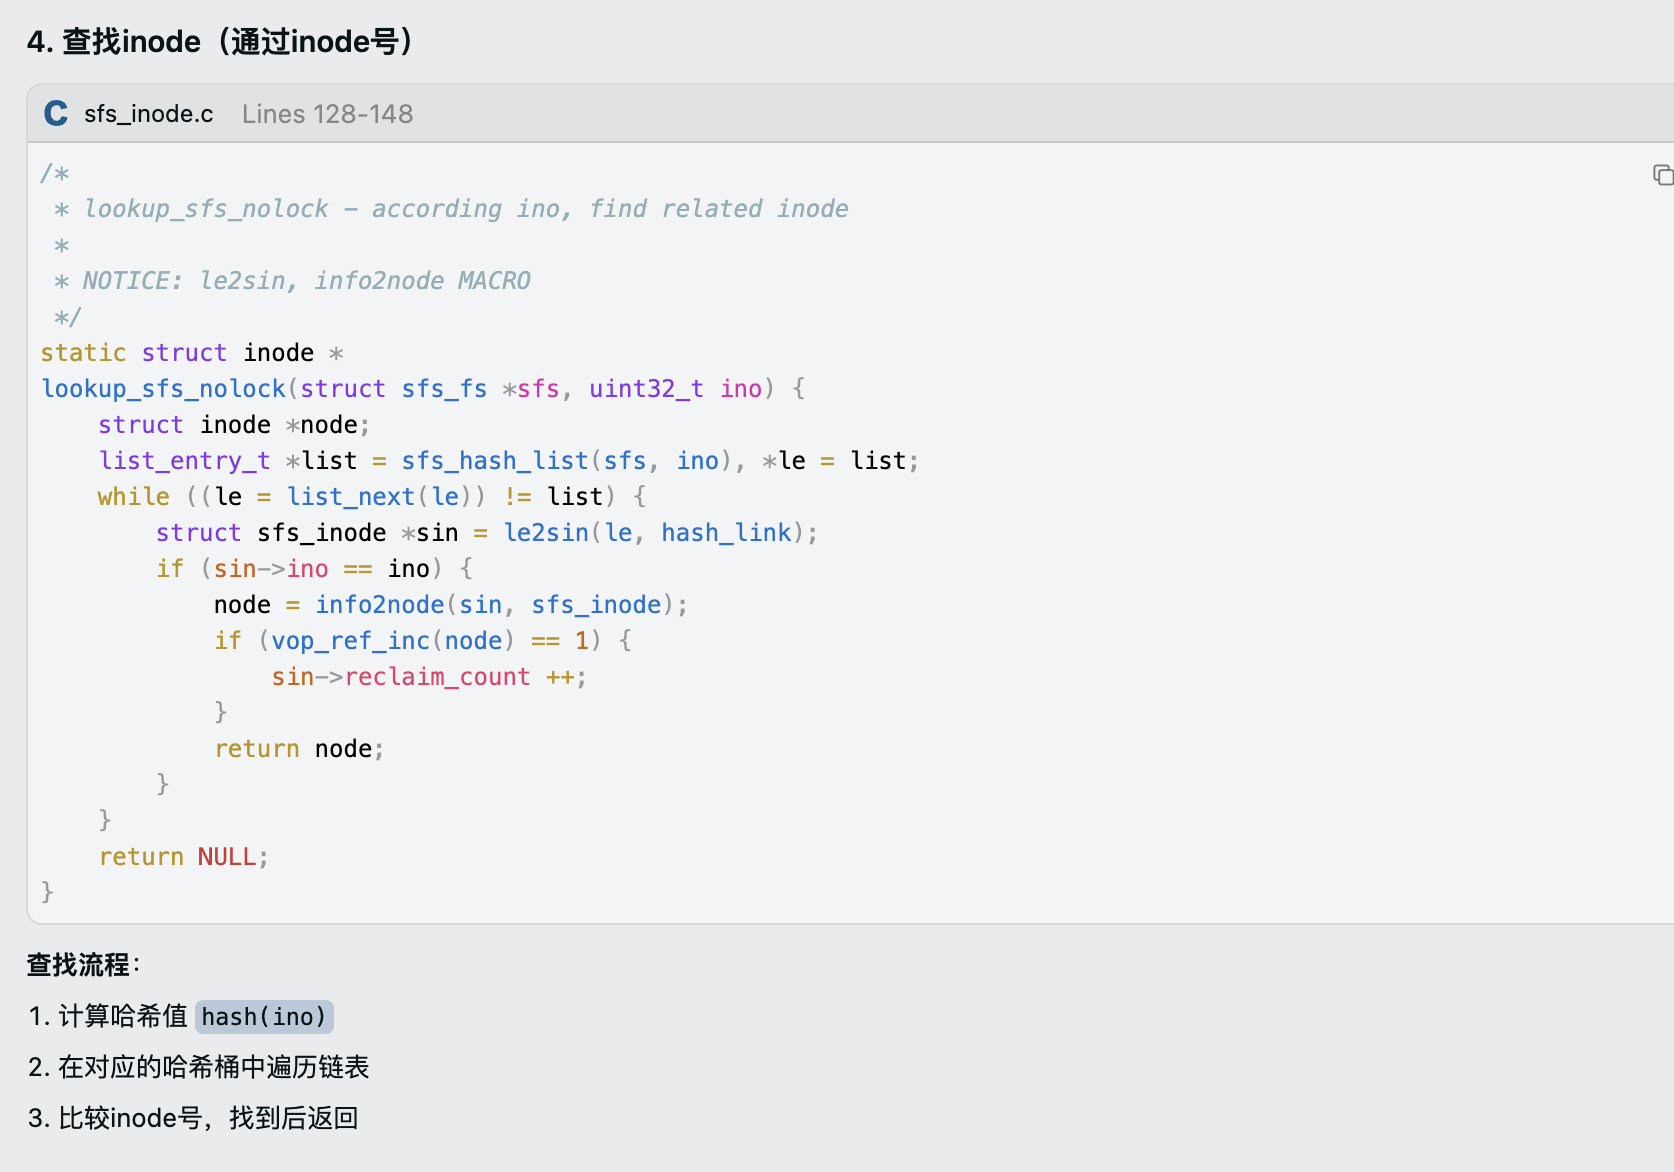 4. 查找inode（通过inode号）
C sfs_inode.c Lines 128-148
/*
 * lookup_sfs_nolock - according ino, find related inode
 *
 * NOTICE: le2sin, info2node MACRO
 */
static struct inode *
lookup_sfs_nolock(struct sfs_fs *sfs, uint32_t ino) {
    struct inode *node;
    list_entry_t *list = sfs_hash_list(sfs, ino), *le = list;
    while ((le = list_next(le)) != list) {
        struct sfs_inode *sin = le2sin(le, hash_link);
        if (sin->ino == ino) {
            node = info2node(sin, sfs_inode);
            if (vop_ref_inc(node) == 1) {
                sin->reclaim_count ++;
            }
            return node;
        }
    }
    return NULL;
}
查找流程：
1. 计算哈希值 hash(ino)
2. 在对应的哈希桶中遍历链表
3. 比较inode号，找到后返回